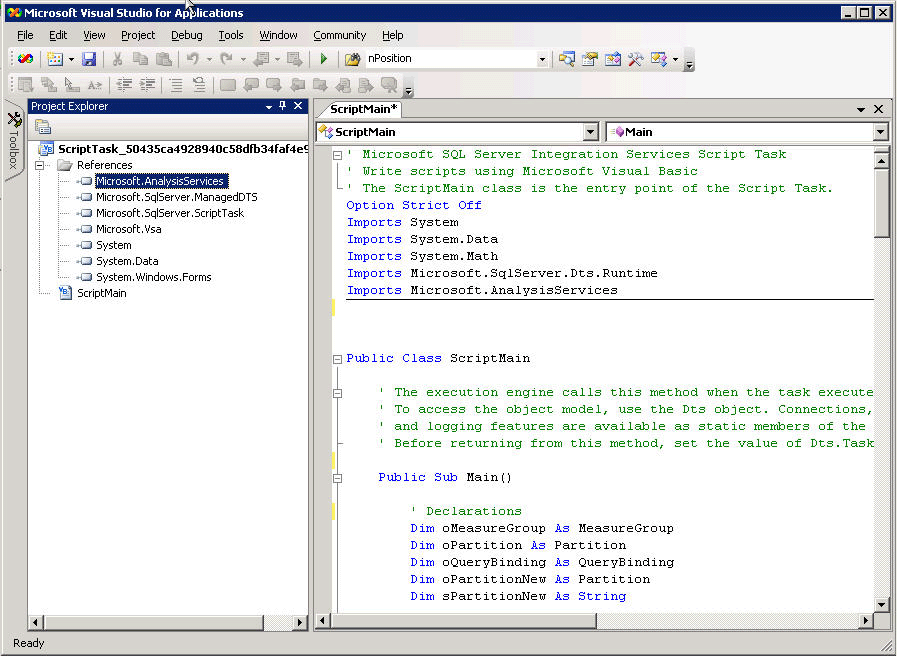 Microsoft Visual Studio for Applications
File Edit View Project Debug Tools Window Community Help
nPosition
Project Explorer
ScriptMain*
Toolbox
ScriptMain
Main
ScriptTask_50435ca4928940c58dfb34faf4e9
References
Microsoft.AnalysisServices
Microsoft.SqlServer.ManagedDTS
Microsoft.SqlServer.ScriptTask
Microsoft.Vsa
System
System.Data
System.Windows.Forms
ScriptMain
' Microsoft SQL Server Integration Services Script Task
' Write scripts using Microsoft Visual Basic
' The ScriptMain class is the entry point of the Script Task.
Option Strict Off
Imports System
Imports System.Data
Imports System.Math
Imports Microsoft.SqlServer.Dts.Runtime
Imports Microsoft.AnalysisServices
Public Class ScriptMain
' The execution engine calls this method when the task execute
' To access the object model, use the Dts object. Connections,
' and logging features are available as static members of the
' Before returning from this method, set the value of Dts.Task
Public Sub Main()
' Declarations
Dim oMeasureGroup As MeasureGroup
Dim oPartition As Partition
Dim oQueryBinding As QueryBinding
Dim oPartitionNew As Partition
Dim sPartitionNew As String
Ready